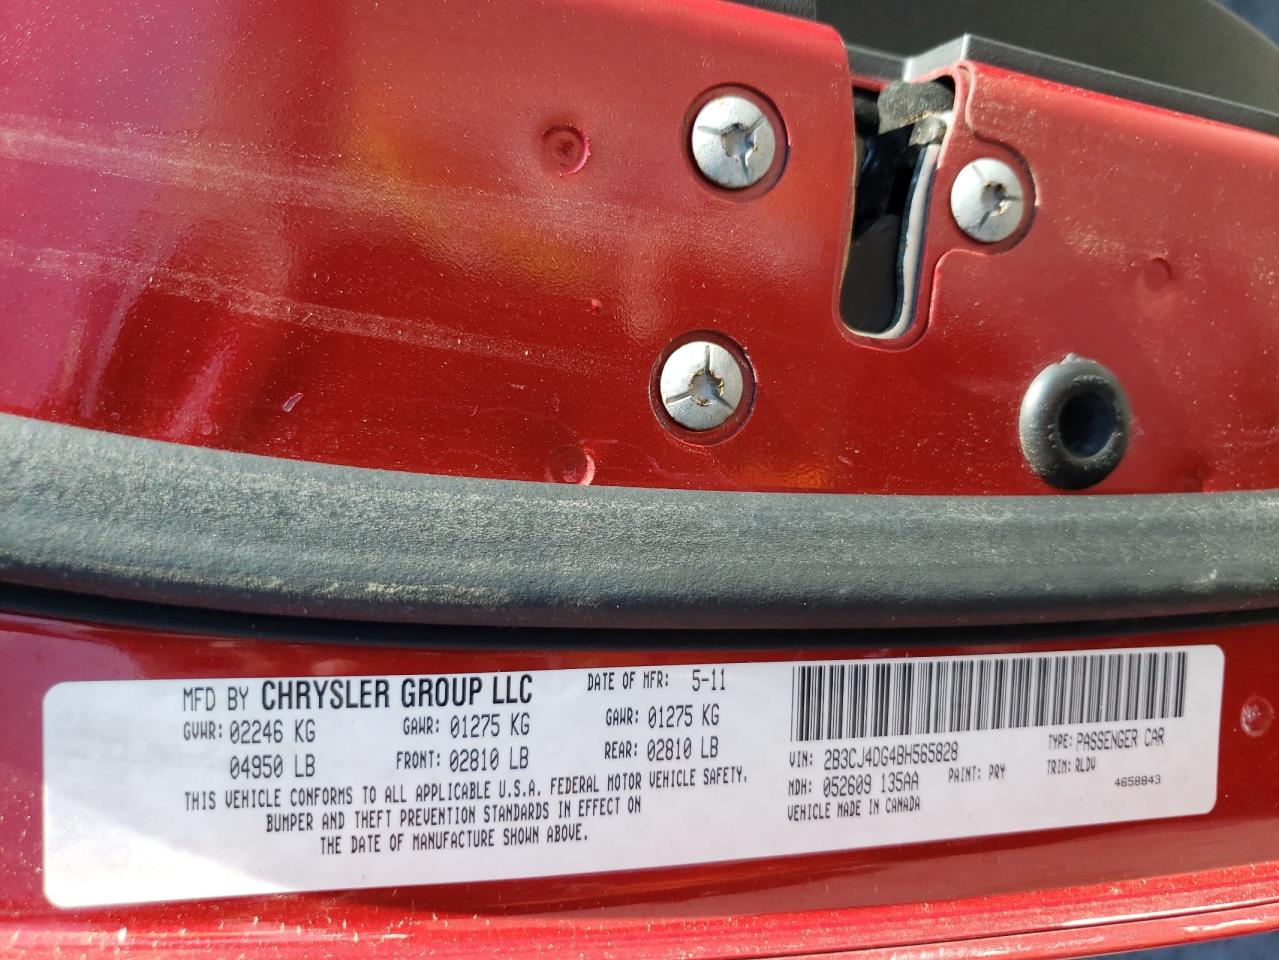 MFD BY CHRYSLER GROUP LLC DATE OF MFR: 5-11
GVWR: 02246 KG GAWR: 01275 KG GAWR: 01275 KG
04950 LB FRONT: 02810 LB REAR: 02810 LB
THIS VEHICLE CONFORMS TO ALL APPLICABLE U.S.A. FEDERAL MOTOR VEHICLE SAFETY,
BUMPER AND THEFT PREVENTION STANDARDS IN EFFECT ON
THE DATE OF MANUFACTURE SHOWN ABOVE.
VIN: 2B3CJ4DG4BH565828 TYPE: PASSENGER CAR
MDH: 052609 135AA PAINT: PRY TRIM: RLDV
VEHICLE MADE IN CANADA 4658843